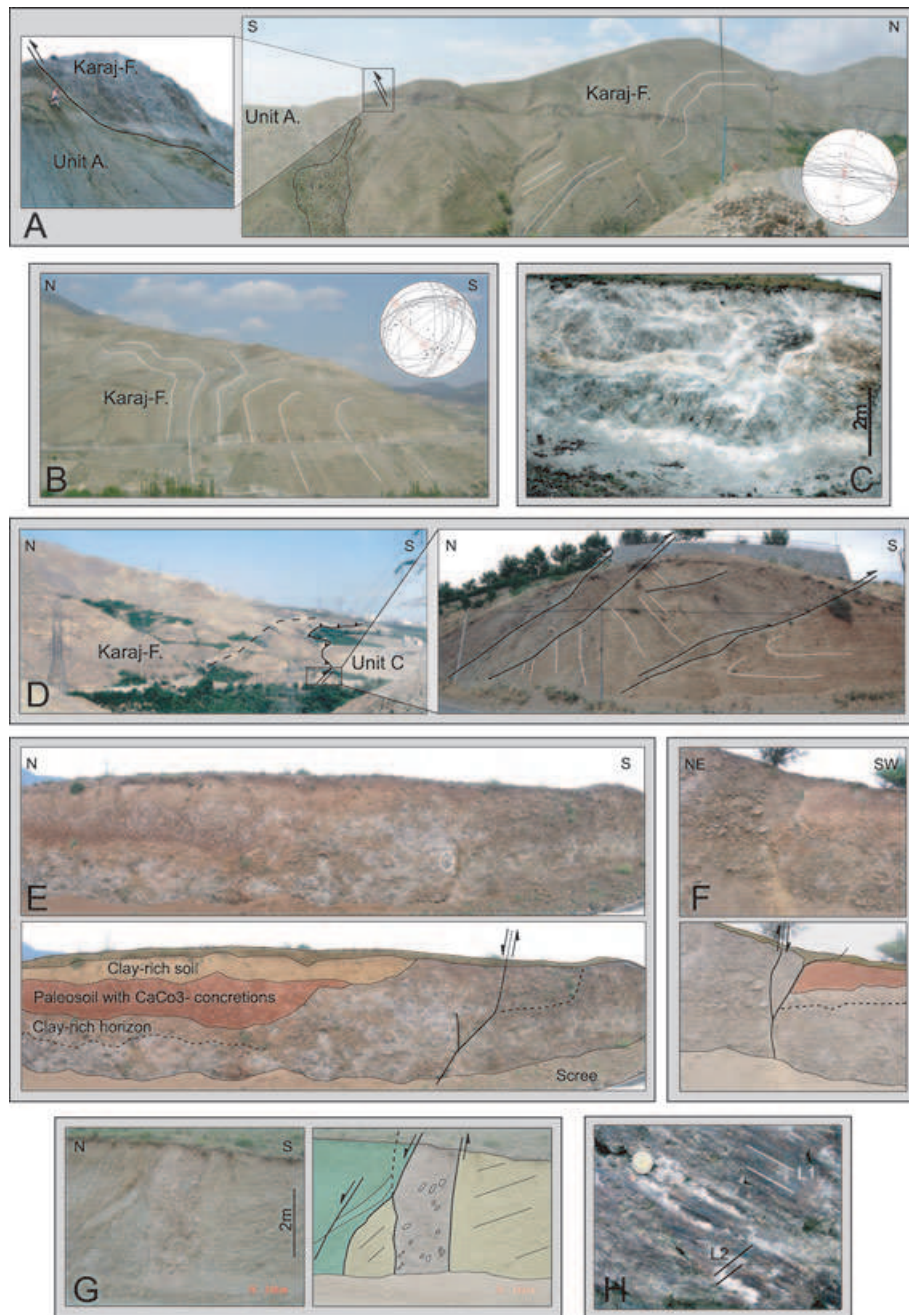 S
N
Karaj-F.
Karaj-F.
Unit A.
Unit A.
A
N
S
Karaj-F.
B
2m
C
N
S
N
S
Karaj-F.
Unit C
D
N
S
NE
SW
E
F
Clay-rich soil
Paleosoil with CaCo3- concretions
Clay-rich horizon
Scree
N
S
2m
G
L1
L2
H